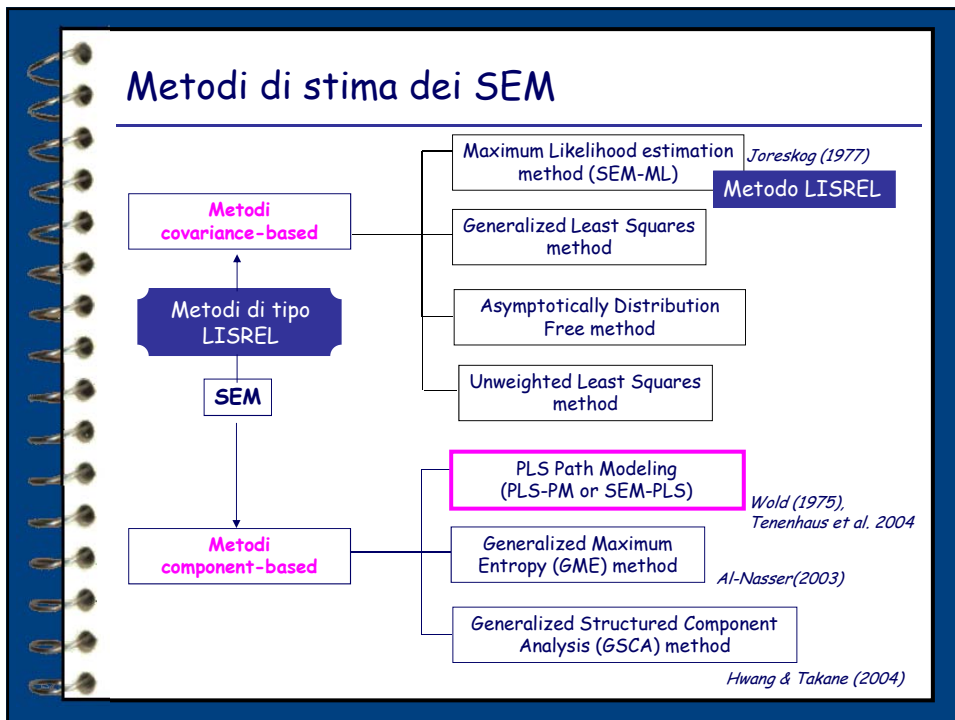 Metodi di stima dei SEM
Maximum Likelihood estimation
method (SEM-ML)
Joreskog (1977)
Metodo LISREL
Metodi
covariance-based
Generalized Least Squares
method
Metodi di tipo
LISREL
Asymptotically Distribution
Free method
SEM
Unweighted Least Squares
method
PLS Path Modeling
(PLS-PM or SEM-PLS)
Wold (1975),
Tenenhaus et al. 2004
Metodi
component-based
Generalized Maximum
Entropy (GME) method
Al-Nasser(2003)
Generalized Structured Component
Analysis (GSCA) method
Hwang & Takane (2004)